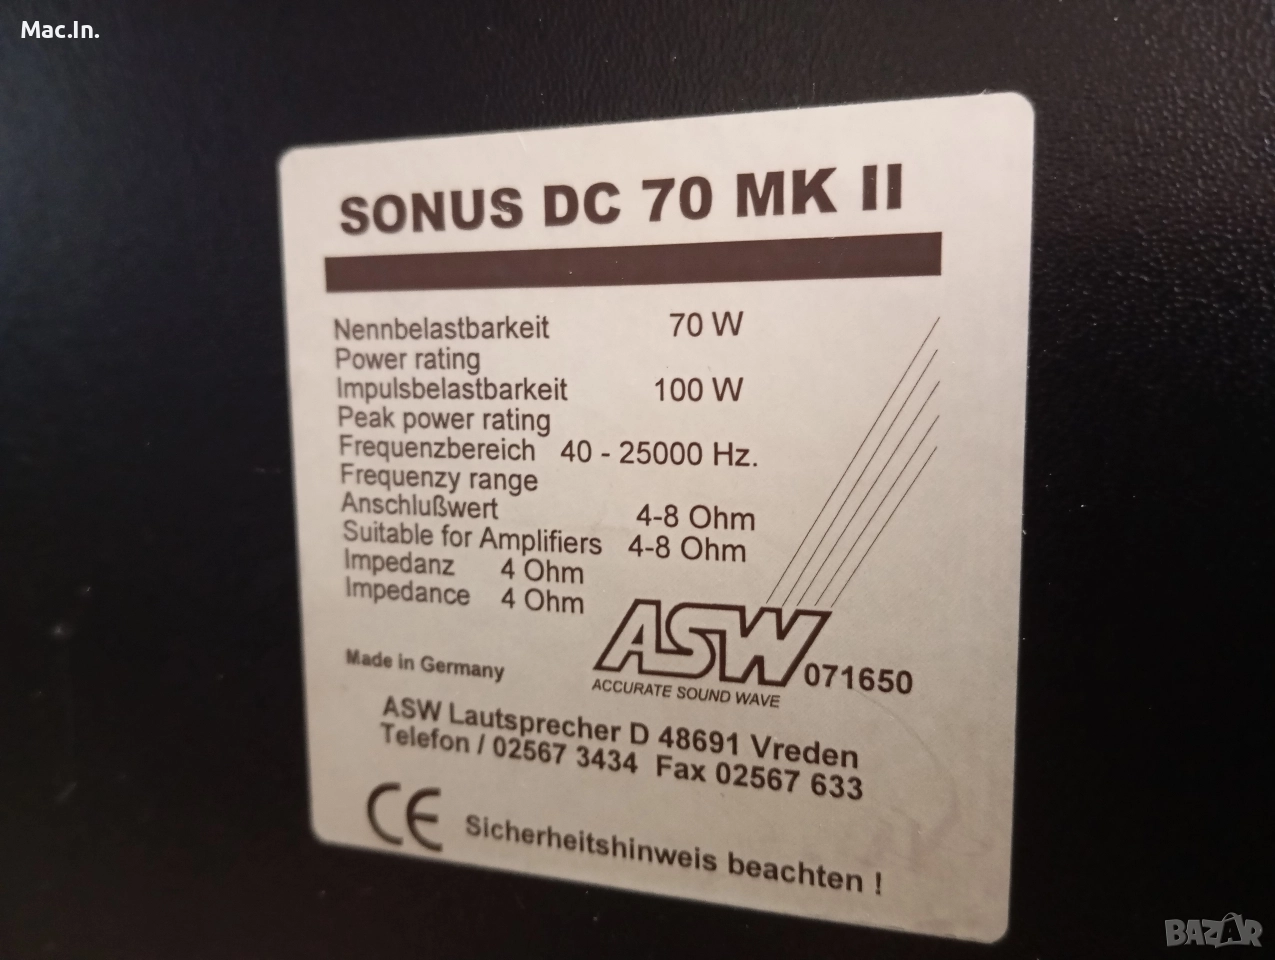 Mac.In.
SONUS DC 70 MK II
Nennbelastbarkeit 70 W
Power rating
Impulsbelastbarkeit 100 W
Peak power rating
Frequenzbereich 40 - 25000 Hz.
Frequenzy range
Anschlußwert 4-8 Ohm
Suitable for Amplifiers 4-8 Ohm
Impedanz 4 Ohm
Impedance 4 Ohm
ASW 071650
ACCURATE SOUND WAVE
Made in Germany
ASW Lautsprecher D 48691 Vreden
Telefon / 02567 3434 Fax 02567 633
CE Sicherheitshinweis beachten !
BAZAR